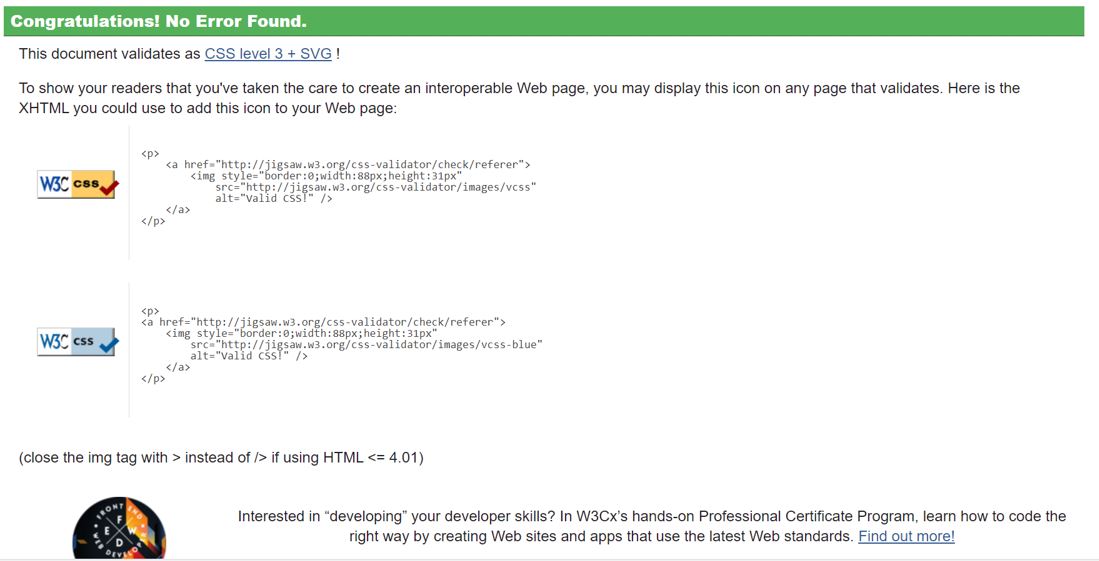 Congratulations! No Error Found.
This document validates as CSS level 3 + SVG !
To show your readers that you've taken the care to create an interoperable Web page, you may display this icon on any page that validates. Here is the
XHTML you could use to add this icon to your Web page:
W3C css
<p>
<a href="http://jigsaw.w3.org/css-validator/check/referer">
<img style="border:0;width:88px;height:31px"
src="http://jigsaw.w3.org/css-validator/images/vcss"
alt="Valid CSS!" />
</a>
</p>
W3C css
<p>
<a href="http://jigsaw.w3.org/css-validator/check/referer">
<img style="border:0;width:88px;height:31px"
src="http://jigsaw.w3.org/css-validator/images/vcss-blue"
alt="Valid CSS!" />
</a>
</p>
(close the img tag with > instead of /> if using HTML <= 4.01)
FRONT END
WEB DEVELOP
F
E W
D
Interested in “developing” your developer skills? In W3Cx's hands-on Professional Certificate Program, learn how to code the
right way by creating Web sites and apps that use the latest Web standards. Find out more!